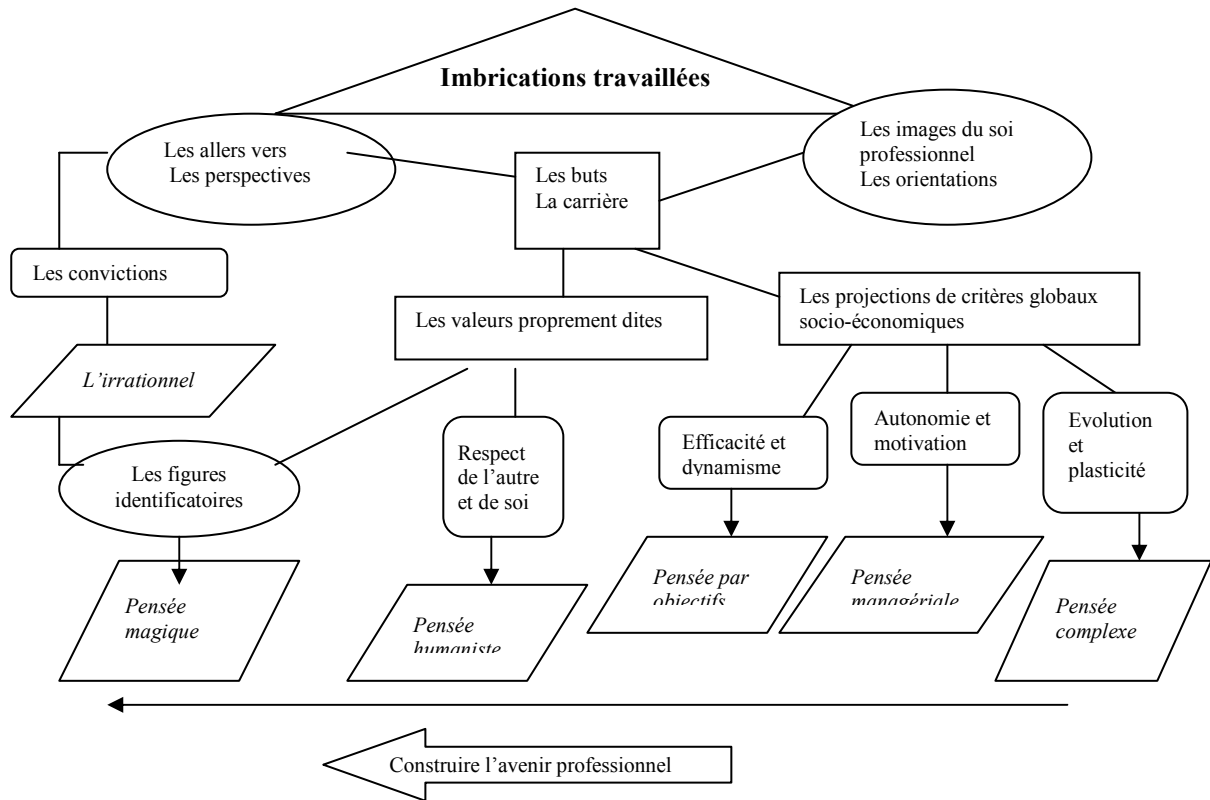 Imbrications travaillées
Les allers vers
Les perspectives
Les images du soi
professionnel
Les orientations
Les buts
La carrière
Les convictions
Les valeurs proprement dites
Les projections de critères globaux
socio-économiques
L’irrationnel
Les figures
identificatoires
Respect
de l’autre
et de soi
Efficacité et
dynamisme
Autonomie et
motivation
Evolution
et
plasticité
Pensée
magique
Pensée
humaniste
Pensée par
objectifs
Pensée
managériale
Pensée
complexe
Construire l’avenir professionnel